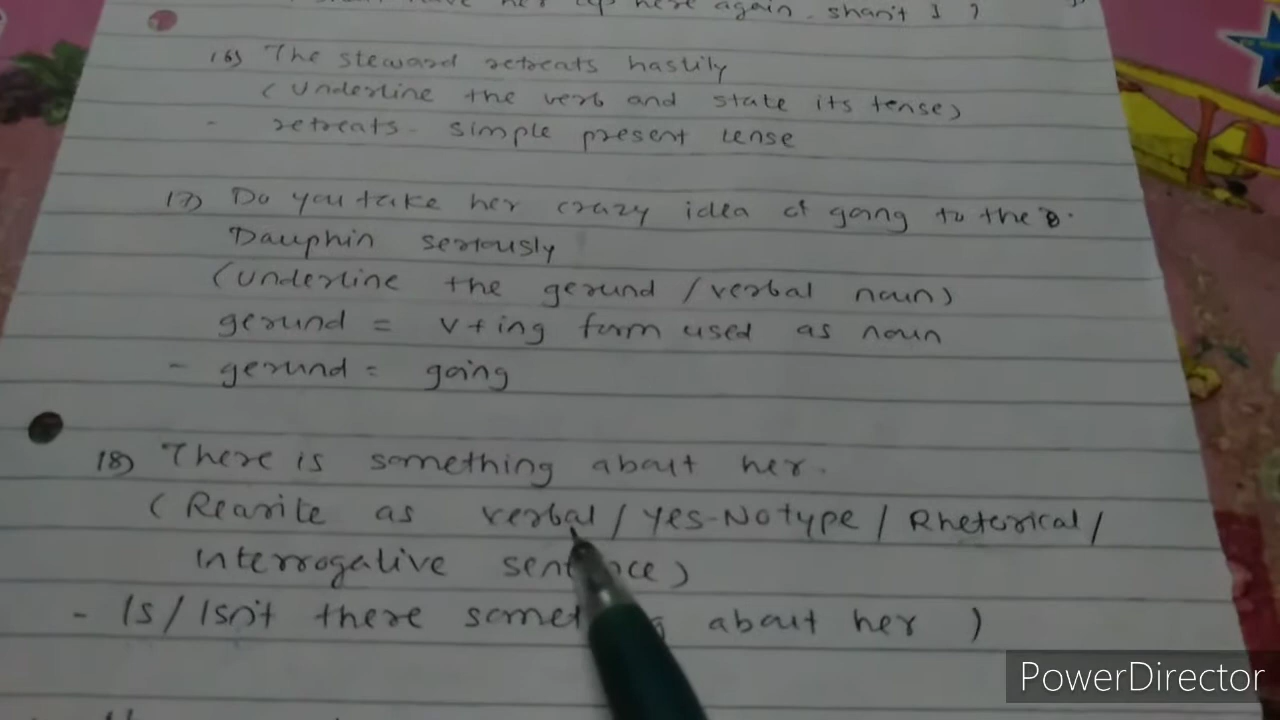 again. shan't I ?
16) The steward retreats hastily
( Underline the verb and state its tense)
- retreats - simple present tense
17) Do you take her crazy idea of going to the
Dauphin seriously
(underline the gerund / verbal noun)
gerund = v+ing form used as noun
- gerund = going
18) There is something about her.
( Rewrite as verbal / Yes-No type / Rhetorical /
Interrogative sentence)
- Is / Isn't there something about her )
PowerDirector